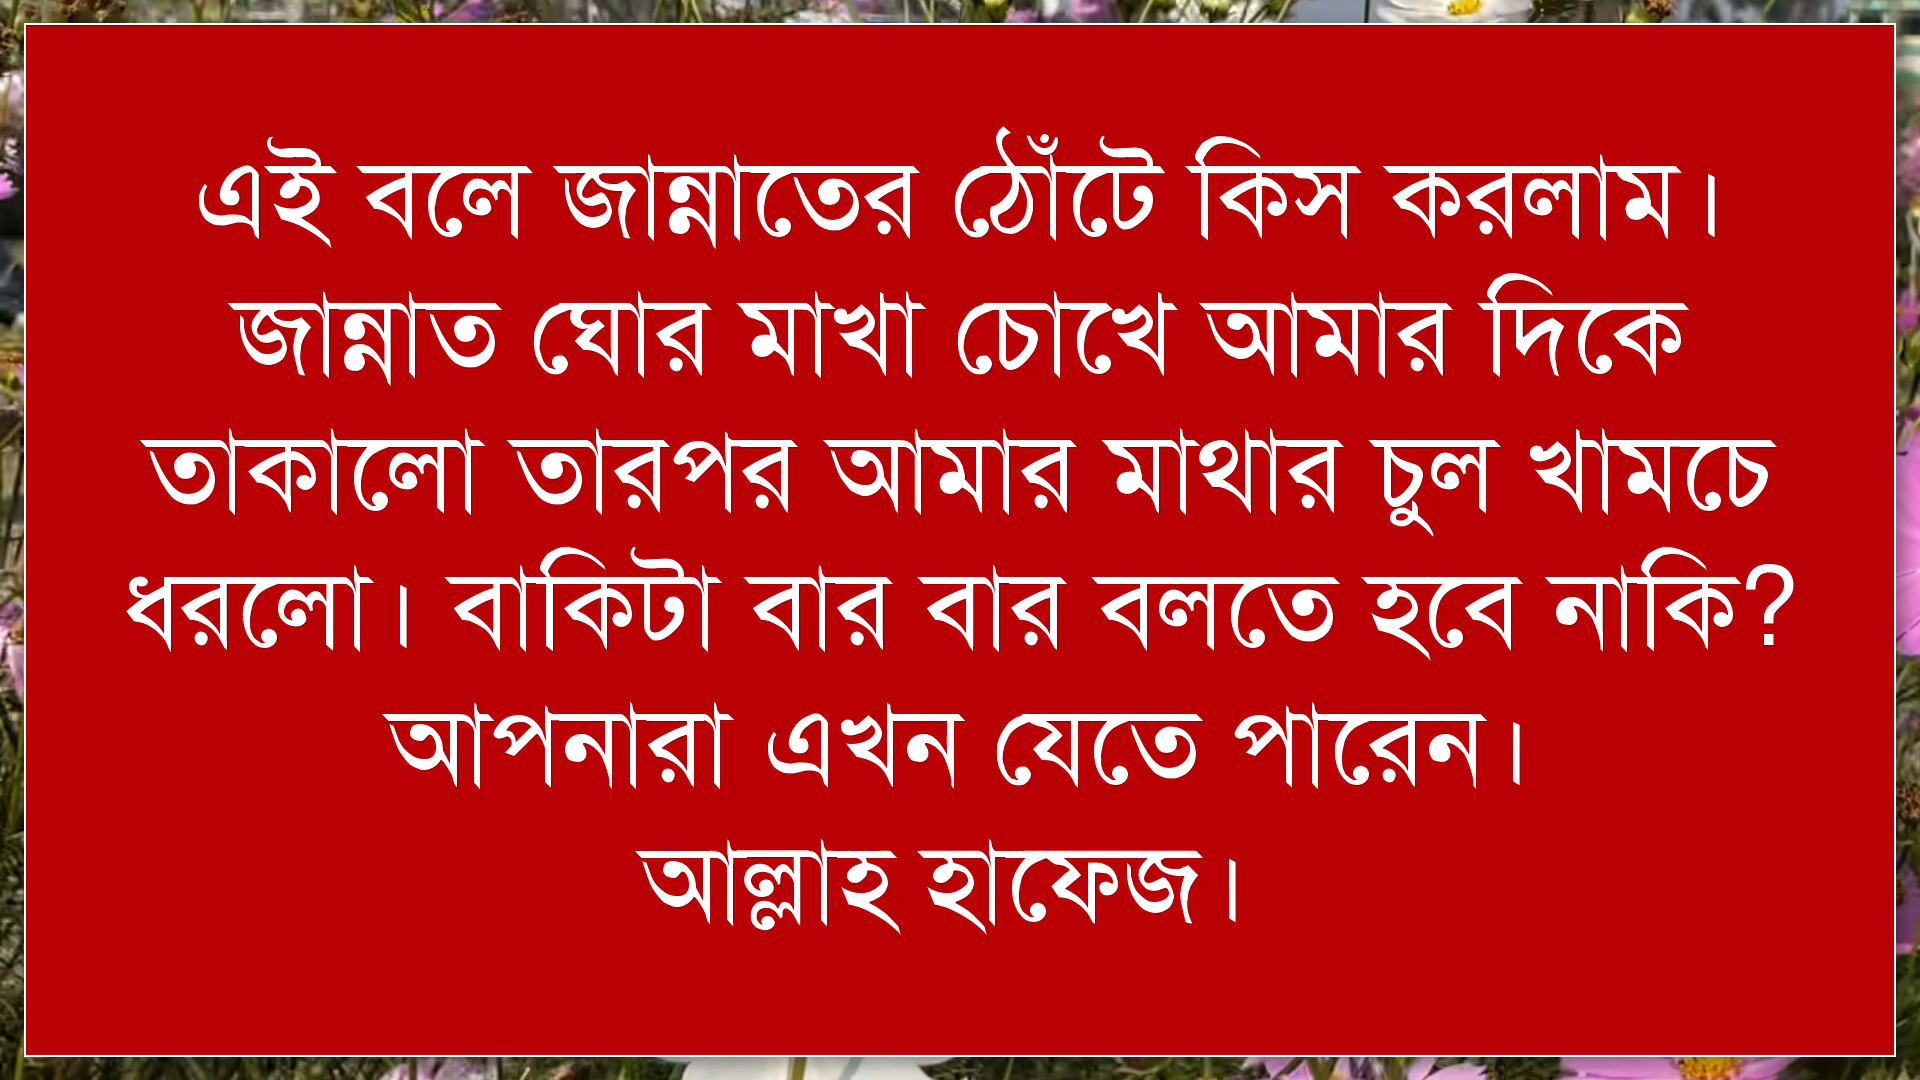 এই বলে জান্নাতের ঠোঁটে কিস করলাম।
জান্নাত ঘোর মাখা চোখে আমার দিকে
তাকালো তারপর আমার মাথার চুল খামচে
ধরলো। বাকিটা বার বার বলতে হবে নাকি?
আপনারা এখন যেতে পারেন।
আল্লাহ হাফেজ।